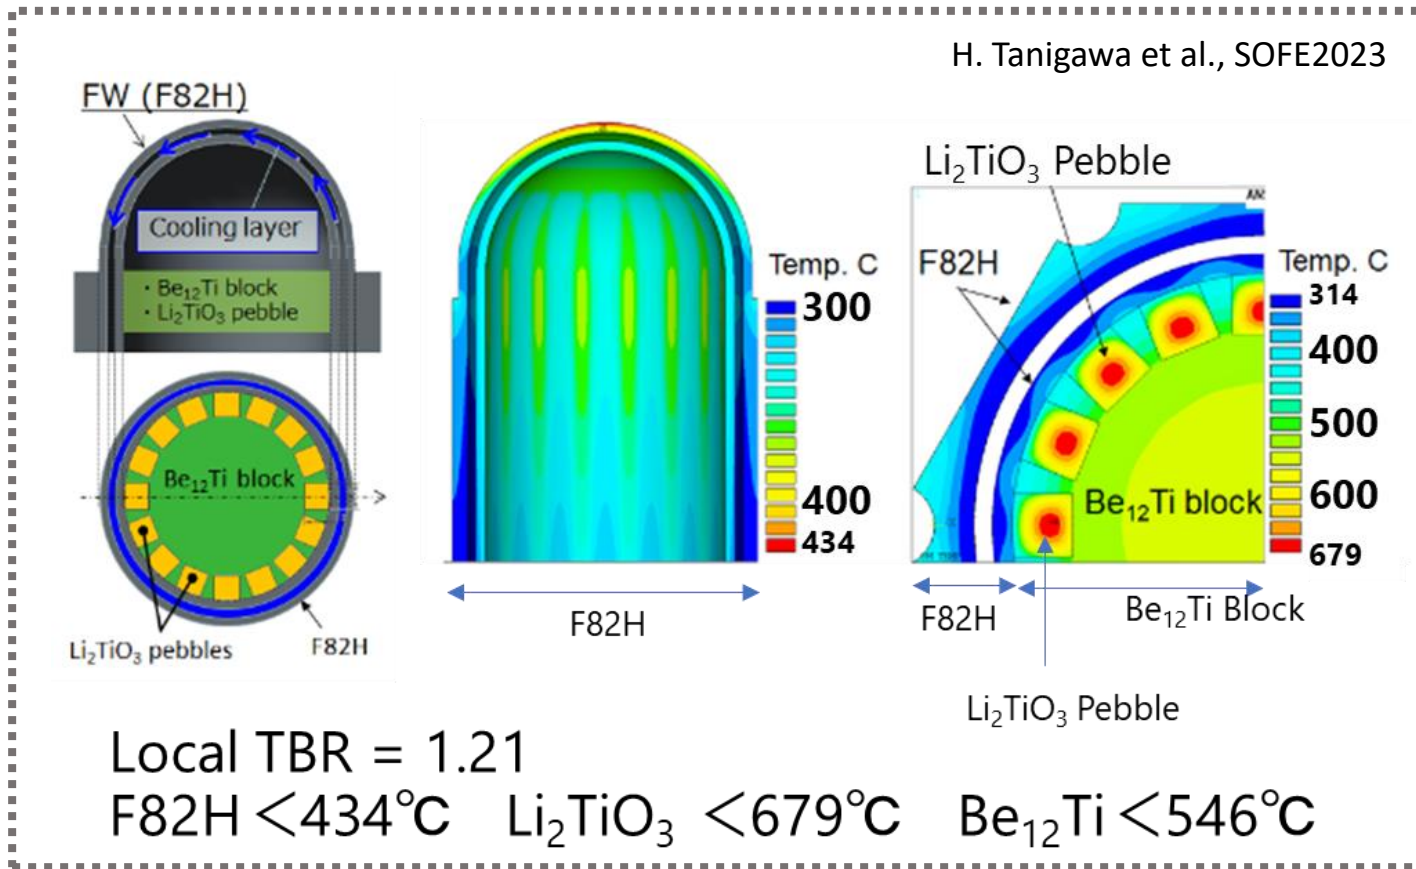 H. Tanigawa et al., SOFE2023
FW (F82H)
Cooling layer
· Be₁₂Ti block
· Li₂TiO₃ pebble
Be₁₂Ti block
Li₂TiO₃ pebbles
F82H
Temp. C
300
400
434
F82H
Li₂TiO₃ Pebble
F82H
AN
Temp. C
314
400
500
600
679
Be₁₂Ti block
F82H
Be₁₂Ti Block
Li₂TiO₃ Pebble
Local TBR = 1.21
F82H <434℃ Li₂TiO₃ <679℃ Be₁₂Ti <546℃